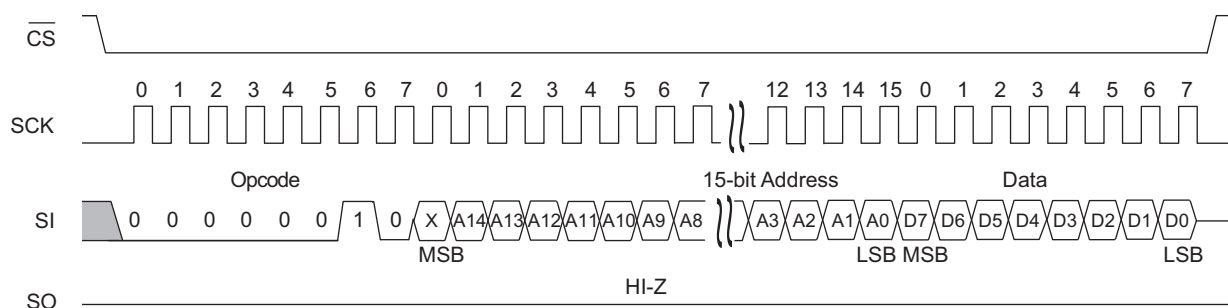 CS
0 1 2 3 4 5 6 7 0 1 2 3 4 5 6 7 12 13 14 15 0 1 2 3 4 5 6 7
SCK
Opcode 15-bit Address Data
SI 0 0 0 0 0 0 1 0 X A14 A13 A12 A11 A10 A9 A8 A3 A2 A1 A0 D7 D6 D5 D4 D3 D2 D1 D0
MSB LSB MSB LSB
HI-Z
SO